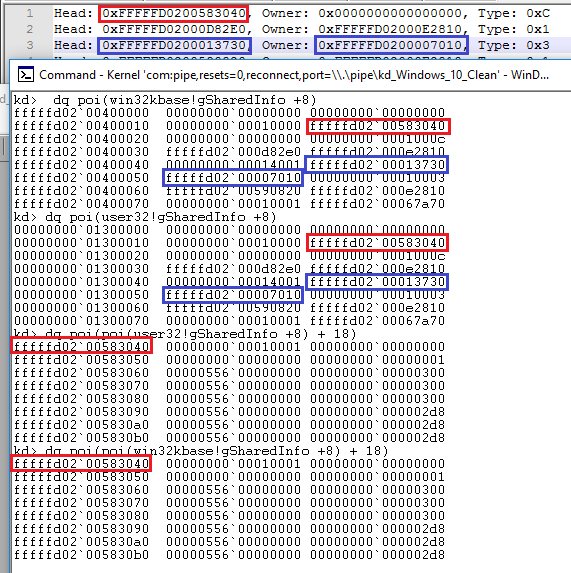 1 Head: 0xFFFFFD0200583040, Owner: 0x0000000000000000, Type: 0xC
2 Head: 0xFFFFFD02000D82E0, Owner: 0xFFFFFD02000E2810, Type: 0x1
3 Head: 0xFFFFFD0200013730, Owner: 0xFFFFFD0200007010, Type: 0x3
Command - Kernel 'com:pipe,resets=0,reconnect,port=\\.\pipe\kd_Windows_10_Clean' - WinD...
kd> dq poi(win32kbase!gSharedInfo +8)
fffffd02`00400000 00000000`00000000 00000000`00000000
fffffd02`00400010 00000000`00010000 fffffd02`00583040
fffffd02`00400020 00000000`00000000 00000000`0001000c
fffffd02`00400030 fffffd02`000d82e0 fffffd02`000e2810
fffffd02`00400040 00000000`00014001 fffffd02`00013730
fffffd02`00400050 fffffd02`00007010 00000000`00010003
fffffd02`00400060 fffffd02`00590820 fffffd02`000e2810
fffffd02`00400070 00000000`00010001 fffffd02`00067a70
kd> dq poi(user32!gSharedInfo +8)
00000000`01300000 00000000`00000000 00000000`00000000
00000000`01300010 00000000`00010000 fffffd02`00583040
00000000`01300020 00000000`00000000 00000000`0001000c
00000000`01300030 fffffd02`000d82e0 fffffd02`000e2810
00000000`01300040 00000000`00014001 fffffd02`00013730
00000000`01300050 fffffd02`00007010 00000000`00010003
00000000`01300060 fffffd02`00590820 fffffd02`000e2810
00000000`01300070 00000000`00010001 fffffd02`00067a70
kd> dq poi(poi(user32!gSharedInfo +8) + 18)
fffffd02`00583040 00000000`00010001 00000000`00000000
fffffd02`00583050 00000000`00000000 00000000`00000001
fffffd02`00583060 00000556`00000000 00000000`00000300
fffffd02`00583070 00000556`00000000 00000000`00000300
fffffd02`00583080 00000556`00000000 00000000`00000300
fffffd02`00583090 00000556`00000000 00000000`000002d8
fffffd02`005830a0 00000556`00000000 00000000`000002d8
fffffd02`005830b0 00000556`00000000 00000000`000002d8
kd> dq poi(poi(win32kbase!gSharedInfo +8) + 18)
fffffd02`00583040 00000000`00010001 00000000`00000000
fffffd02`00583050 00000000`00000000 00000000`00000001
fffffd02`00583060 00000556`00000000 00000000`00000300
fffffd02`00583070 00000556`00000000 00000000`00000300
fffffd02`00583080 00000556`00000000 00000000`00000300
fffffd02`00583090 00000556`00000000 00000000`000002d8
fffffd02`005830a0 00000556`00000000 00000000`000002d8
fffffd02`005830b0 00000556`00000000 00000000`000002d8